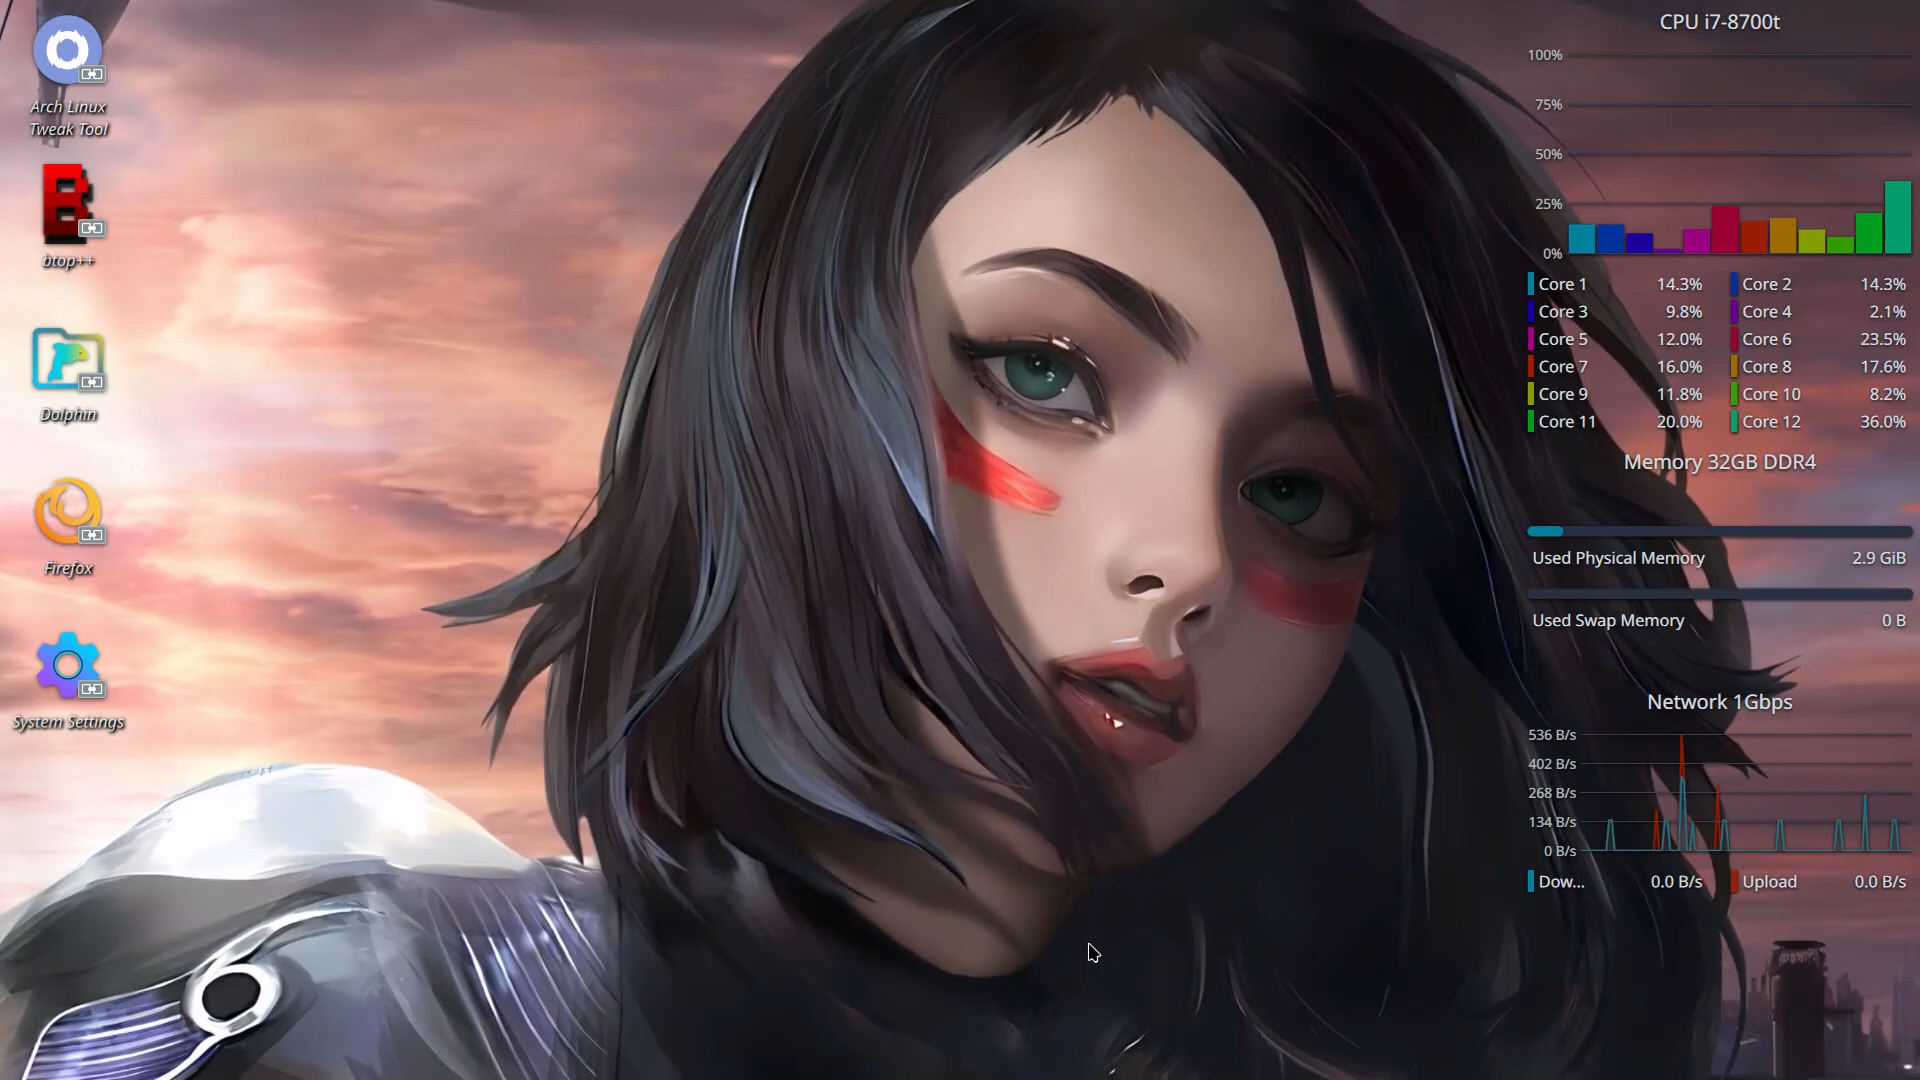 Arch Linux
Tweak Tool
btop++
Dolphin
Firefox
System Settings
CPU i7-8700t
100%
75%
50%
25%
0%
Core 1 14.3% Core 2 14.3%
Core 3 9.8% Core 4 2.1%
Core 5 12.0% Core 6 23.5%
Core 7 16.0% Core 8 17.6%
Core 9 11.8% Core 10 8.2%
Core 11 20.0% Core 12 36.0%
Memory 32GB DDR4
Used Physical Memory 2.9 GiB
Used Swap Memory 0 B
Network 1Gbps
536 B/s
402 B/s
268 B/s
134 B/s
0 B/s
Dow... 0.0 B/s Upload 0.0 B/s